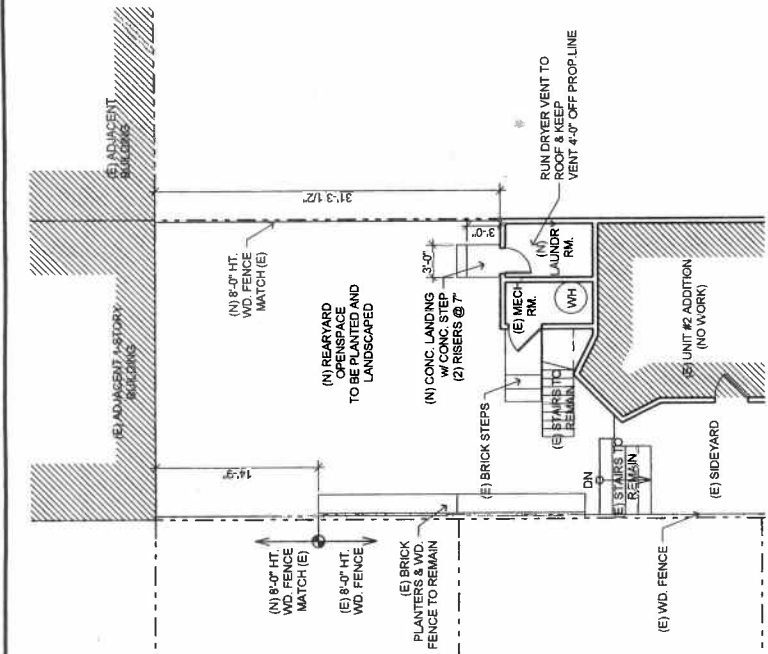 (E) ADJACENT
BUILDING
(E) ADJACENT 1-STORY
BUILDING
31'-3 1/2"
(N) 8'-0" HT.
WD. FENCE
MATCH (E)
RUN DRYER VENT TO
ROOF & KEEP
VENT 4'-0" OFF PROP.LINE
3'-0"
3'-0"
(N)
LAUNDR
RM.
(N) REARYARD
OPENSPACE
TO BE PLANTED AND
LANDSCAPED
(N) CONC. LANDING
W/ CONC. STEP
(2) RISERS @ 7"
(E) MECH
RM.
WH
(E) UNIT #2 ADDITION
(NO WORK)
14'-9"
(E) BRICK STEPS
(E) STAIRS TO
REMAIN
DN
(E) STAIRS TO
REMAIN
(E) SIDEYARD
(N) 8'-0" HT.
WD. FENCE
MATCH (E)
(E) 8'-0" HT.
WD. FENCE
(E) BRICK
PLANTERS & WD.
FENCE TO REMAIN
(E) WD. FENCE